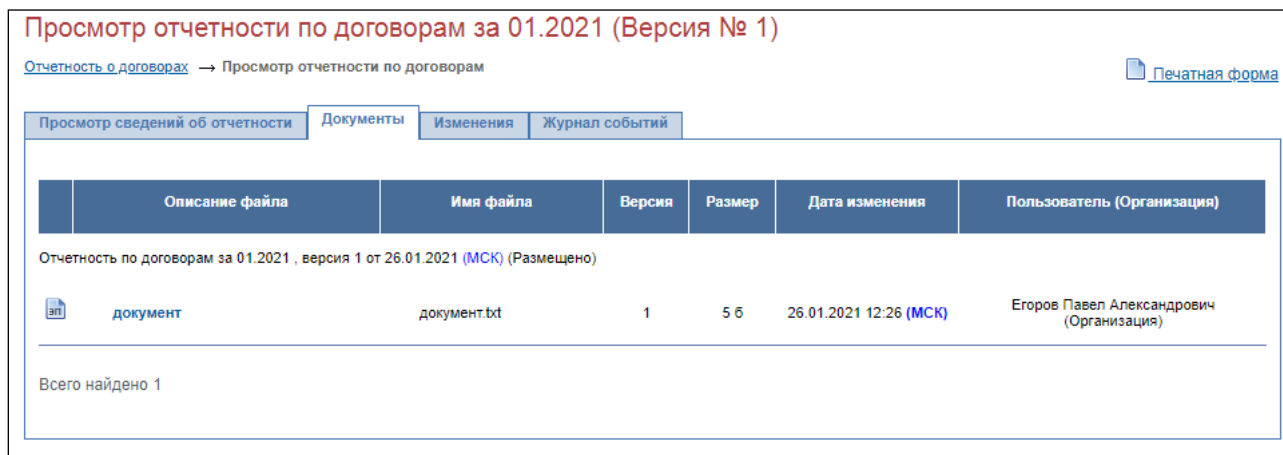 Просмотр отчетности по договорам за 01.2021 (Версия № 1)
Отчетность о договорах → Просмотр отчетности по договорам
Печатная форма
Просмотр сведений об отчетности Документы Изменения Журнал событий
Описание файла Имя файла Версия Размер Дата изменения Пользователь (Организация)
Отчетность по договорам за 01.2021 , версия 1 от 26.01.2021 (МСК) (Размещено)
эп документ документ.txt 1 5 б 26.01.2021 12:26 (МСК) Егоров Павел Александрович
(Организация)
Всего найдено 1